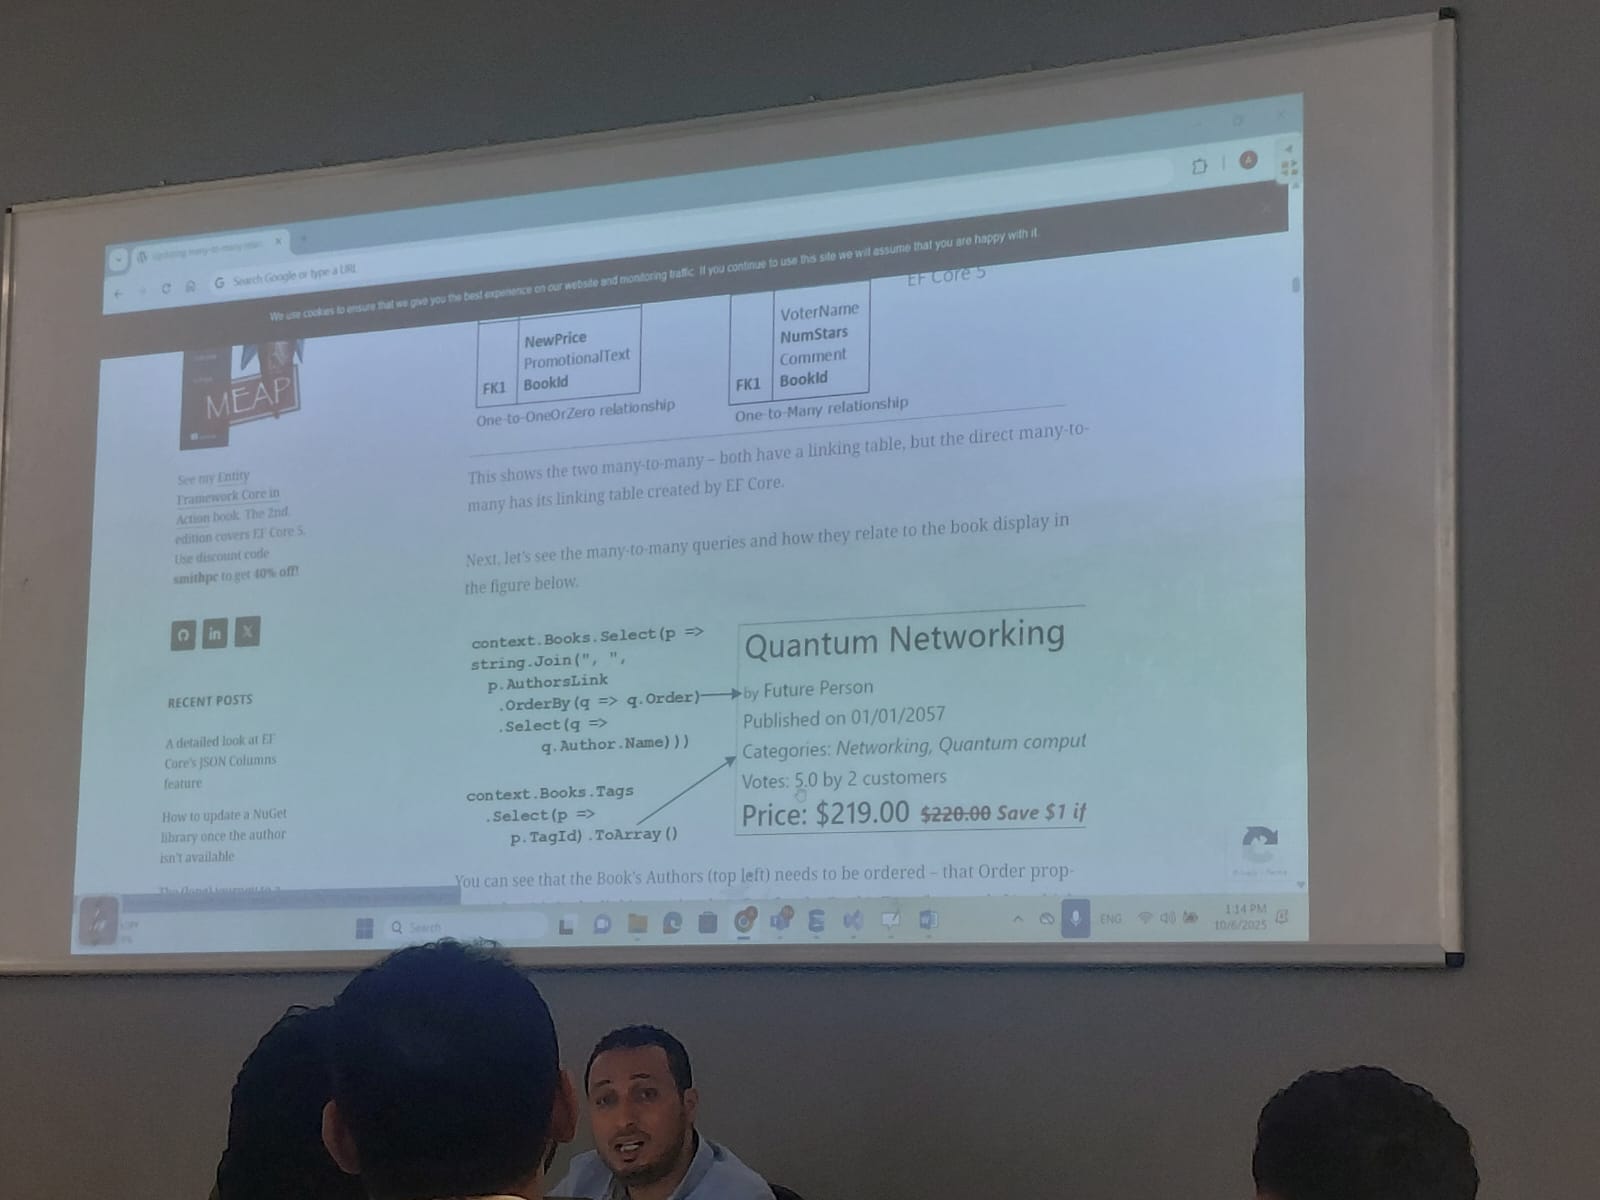 Updating many-to-many
Search Google or type a URL
We use cookies to ensure that we give you the best experience on our website and monitoring traffic. If you continue to use this site we will assume that you are happy with it.
EF Core 5
NewPrice
PromotionalText
FK1 BookId
One-to-OneOrZero relationship
VoterName
NumStars
Comment
FK1 BookId
One-to-Many relationship
This shows the two many-to-many – both have a linking table, but the direct many-to-
many has its linking table created by EF Core.
Next, let's see the many-to-many queries and how they relate to the book display in
the figure below.
MEAP
See my Entity
Framework Core in
Action book. The 2nd
edition covers EF Core 5.
Use discount code
smithpc to get 40% off!
in
X
RECENT POSTS
A detailed look at EF
Core's JSON Columns
feature
How to update a NuGet
library once the author
isn't available
The (long) journey to a
context.Books.Select(p =>
string.Join(", ",
p.AuthorsLink
.OrderBy(q => q.Order)
.Select(q =>
q.Author.Name)))
context.Books.Tags
.Select(p =>
p.TagId).ToArray()
Quantum Networking
by Future Person
Published on 01/01/2057
Categories: Networking, Quantum comput
Votes: 5.0 by 2 customers
Price: $219.00 $220.00 Save $1 if
You can see that the Book's Authors (top left) needs to be ordered – that Order prop-
Privacy - Terms
Search
ENG
1:14 PM
10/6/2025